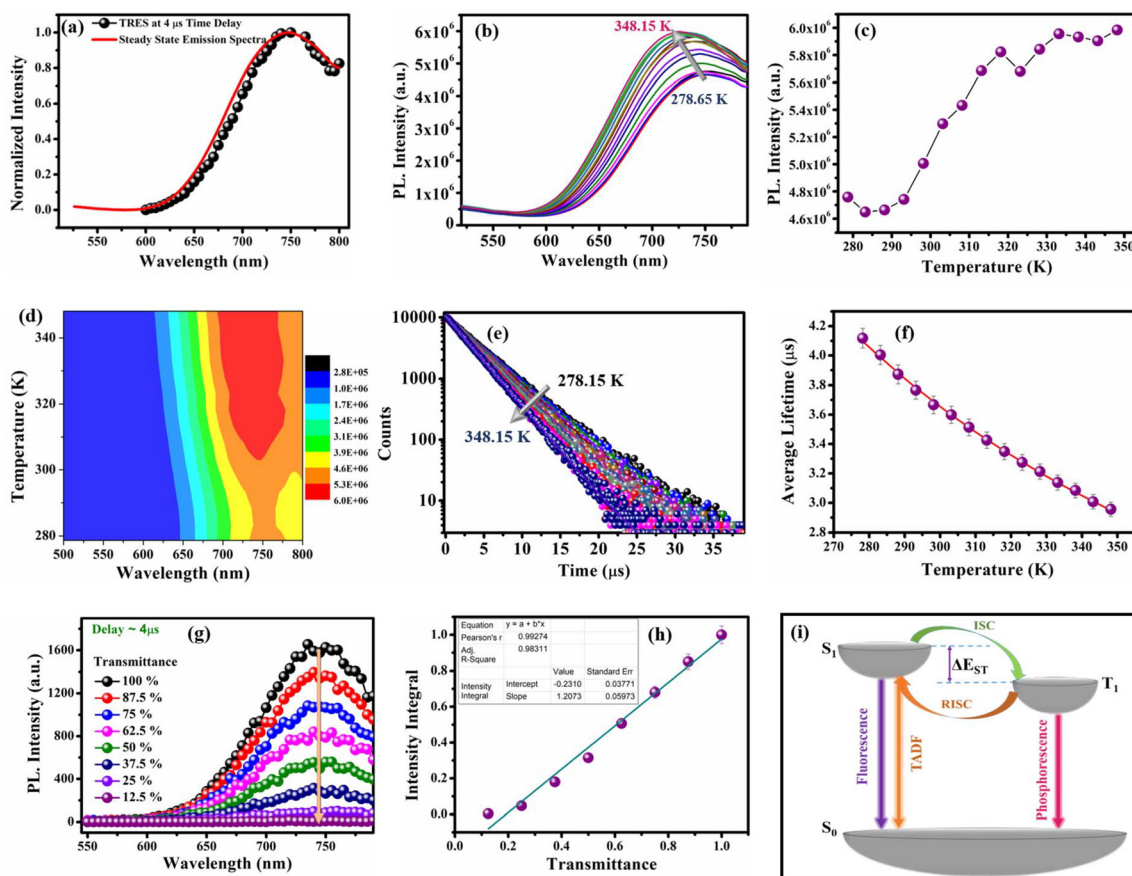 (a)
TRES at 4 μs Time Delay
Steady State Emission Spectra
Normalized Intensity
1.0
0.8
0.6
0.4
0.2
0.0
550 600 650 700 750 800
Wavelength (nm)
(b)
348.15 K
278.65 K
PL. Intensity (a.u.)
6x10⁶
5x10⁶
4x10⁶
3x10⁶
2x10⁶
1x10⁶
0
550 600 650 700 750
Wavelength (nm)
(c)
PL. Intensity (a.u.)
6.0x10⁶
5.8x10⁶
5.6x10⁶
5.4x10⁶
5.2x10⁶
5.0x10⁶
4.8x10⁶
4.6x10⁶
280 290 300 310 320 330 340 350
Temperature (K)
(d)
Temperature (K)
340
320
300
280
500 550 600 650 700 750 800
Wavelength (nm)
2.8E+05
1.0E+06
1.7E+06
2.4E+06
3.1E+06
3.9E+06
4.6E+06
5.3E+06
6.0E+06
(e)
278.15 K
348.15 K
Counts
10000
1000
100
10
0 5 10 15 20 25 30 35
Time (μs)
(f)
Average Lifetime (μs)
4.2
4.0
3.8
3.6
3.4
3.2
3.0
2.8
270 280 290 300 310 320 330 340 350
Temperature (K)
(g)
Delay ~ 4μs
Transmittance
100 %
87.5 %
75 %
62.5 %
50 %
37.5 %
25 %
12.5 %
PL. Intensity (a.u.)
1600
1400
1200
1000
800
600
400
200
0
550 600 650 700 750
Wavelength (nm)
(h)
Equation y = a + b*x
Pearson's r 0.99274
Adj. R-Square 0.98311
Value Standard Err
Intensity Integral Intercept -0.2310 0.03771
Slope 1.2073 0.05973
Intensity Integral
1.4
1.2
1.0
0.8
0.6
0.4
0.2
0.0
0.0 0.2 0.4 0.6 0.8 1.0
Transmittance
(i)
ISC
S₁
ΔE_ST
T₁
RISC
Fluorescence
TADF
Phosphorescence
S₀